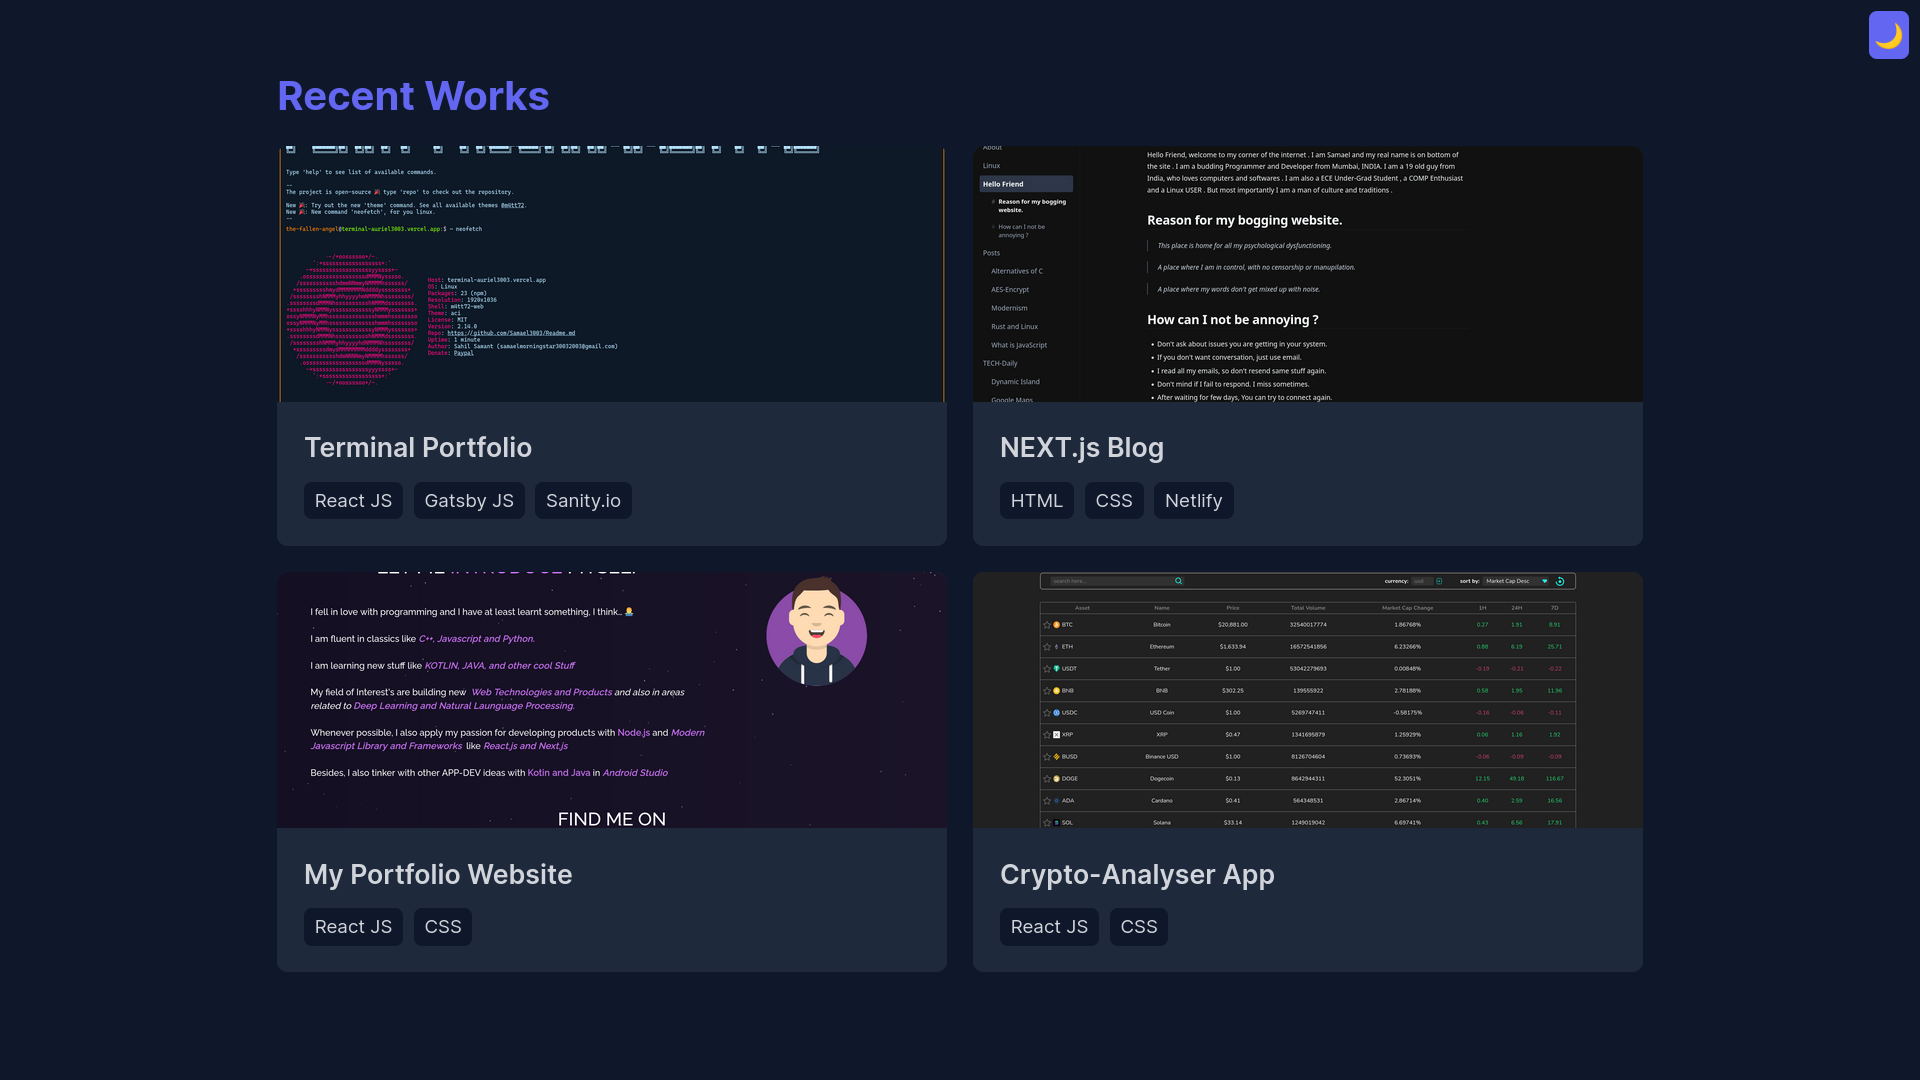 Recent Works
Type 'help' to see list of available commands.
--
The project is open-source 🎉 type 'repo' to check out the repository.
New 🎉: Try out the new 'theme' command. See all available themes @m4tt72.
New 🎉: New command 'neofetch', for you linux.
--
the-fallen-angel@terminal-auriel3003.vercel.app:$ ~ neofetch
Host: terminal-auriel3003.vercel.app
OS: Linux
Packages: 23 (npm)
Resolution: 1920x1036
Shell: m4tt72-web
Theme: aci
License: MIT
Version: 2.14.0
Repo: https://github.com/Samael3003/Readme.md
Uptime: 1 minute
Author: Sahil Samant (samaelmorningstar30032003@gmail.com)
Donate: Paypal
Terminal Portfolio
React JS Gatsby JS Sanity.io
About
Linux
Hello Friend
# Reason for my bogging
website.
# How can I not be
annoying ?
Posts
Alternatives of C
AES-Encrypt
Modernism
Rust and Linux
What is JavaScript
TECH-Daily
Dynamic Island
Google Maps
Hello Friend, welcome to my corner of the internet . I am Samael and my real name is on bottom of
the site . I am a budding Programmer and Developer from Mumbai, INDIA. I am a 19 old guy from
India, who loves computers and softwares . I am also a ECE Under-Grad Student , a COMP Enthusiast
and a Linux USER . But most importantly I am a man of culture and traditions .
Reason for my bogging website.
This place is home for all my psychological dysfunctioning.
A place where I am in control, with no censorship or manupilation.
A place where my words don't get mixed up with noise.
How can I not be annoying ?
• Don't ask about issues you are getting in your system.
• If you don't want conversation, just use email.
• I read all my emails, so don't resend same stuff again.
• Don't mind if I fail to respond. I miss sometimes.
• After waiting for few days, You can try to connect again.
NEXT.js Blog
HTML CSS Netlify
LET ME INTRODUCE MYSELF
I fell in love with programming and I have at least learnt something, I think… 🤷‍♂️
I am fluent in classics like C++, Javascript and Python.
I am learning new stuff like KOTLIN, JAVA, and other cool Stuff
My field of Interest's are building new Web Technologies and Products and also in areas
related to Deep Learning and Natural Launguage Processing.
Whenever possible, I also apply my passion for developing products with Node.js and Modern
Javascript Library and Frameworks like React.js and Next.js
Besides, I also tinker with other APP-DEV ideas with Kotin and Java in Android Studio
FIND ME ON
My Portfolio Website
React JS CSS
search here... currency: usd sort by: Market Cap Desc
Asset Name Price Total Volume Market Cap Change 1H 24H 7D
BTC Bitcoin $20,881.00 32540017774 1.86768% 0.27 1.91 8.91
ETH Ethereum $1,633.94 16572541856 6.23266% 0.88 6.19 25.71
USDT Tether $1.00 53042279693 0.00848% -0.19 -0.21 -0.22
BNB BNB $302.25 139555922 2.78188% 0.58 1.95 11.96
USDC USD Coin $1.00 5269747411 -0.58175% -0.16 -0.06 -0.11
XRP XRP $0.47 1341695879 1.25929% 0.06 1.16 1.92
BUSD Binance USD $1.00 8126704604 0.73693% -0.06 -0.09 -0.09
DOGE Dogecoin $0.13 8642944311 52.3051% 12.15 49.18 116.67
ADA Cardano $0.41 564348531 2.86714% 0.40 2.59 16.56
SOL Solana $33.14 1249019042 6.69741% 0.43 6.56 17.91
Crypto-Analyser App
React JS CSS